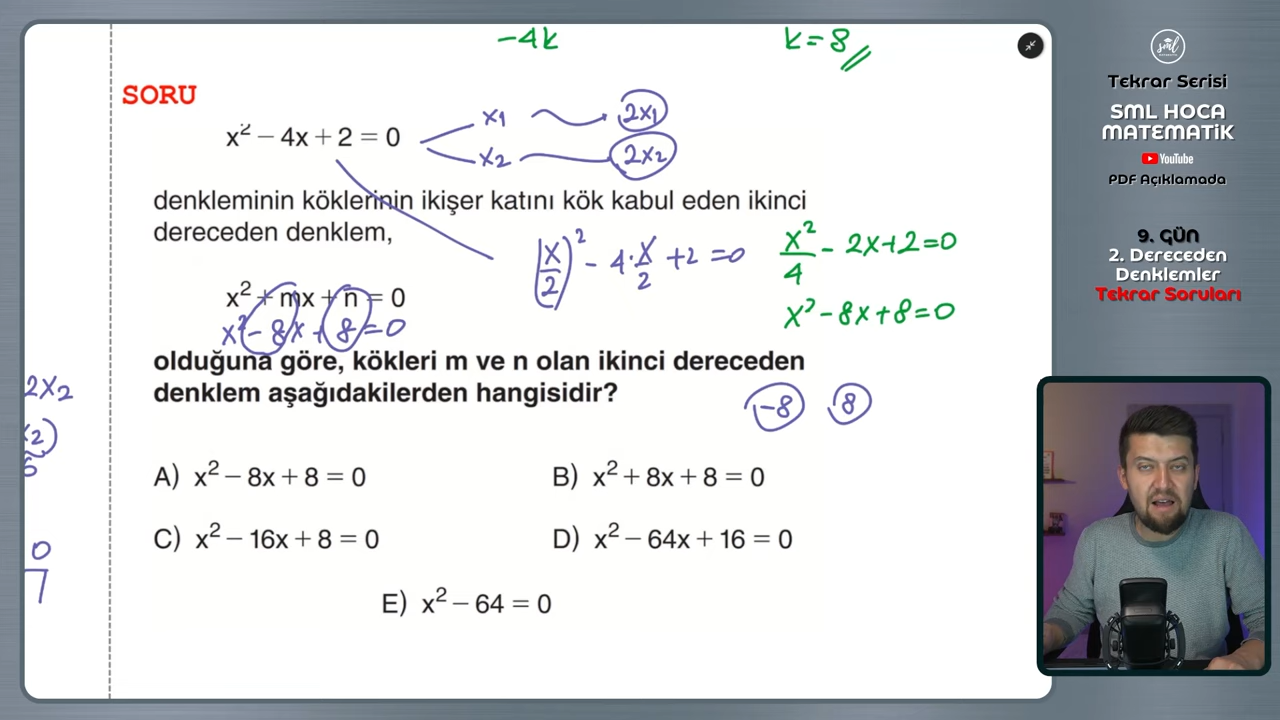 -4k
k=8
SORU
x² - 4x + 2 = 0
x₁
2x₁
x₂
2x₂
denkleminin köklerinin ikişer katını kök kabul eden ikinci
dereceden denklem,
(x/2)² - 4·x/2 + 2 = 0
x²/4 - 2x+2=0
x² + mx + n = 0
x² - 8x + 8 = 0
x² - 8x + 8 = 0
olduğuna göre, kökleri m ve n olan ikinci dereceden
denklem aşağıdakilerden hangisidir?
-8 8
2x2
A) x² - 8x + 8 = 0
B) x² + 8x + 8 = 0
C) x² - 16x + 8 = 0
D) x² - 64x + 16 = 0
E) x² - 64 = 0
0
7
sml
Tekrar Serisi
SML HOCA
MATEMATİK
YouTube
PDF Açıklamada
9. GÜN
2. Dereceden
Denklemler
Tekrar Soruları